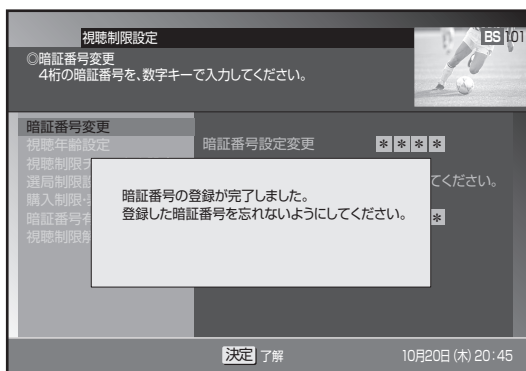 視聴制限設定
BS 101
◎暗証番号変更
4桁の暗証番号を、数字キーで入力してください。
暗証番号変更
視聴年齢設定
暗証番号設定変更 * * * *
視聴制限
選局制限 てください。
購入制限
暗証番号 *
視聴制限
暗証番号の登録が完了しました。
登録した暗証番号を忘れないようにしてください。
決定 了解
10月20日(木)20:45